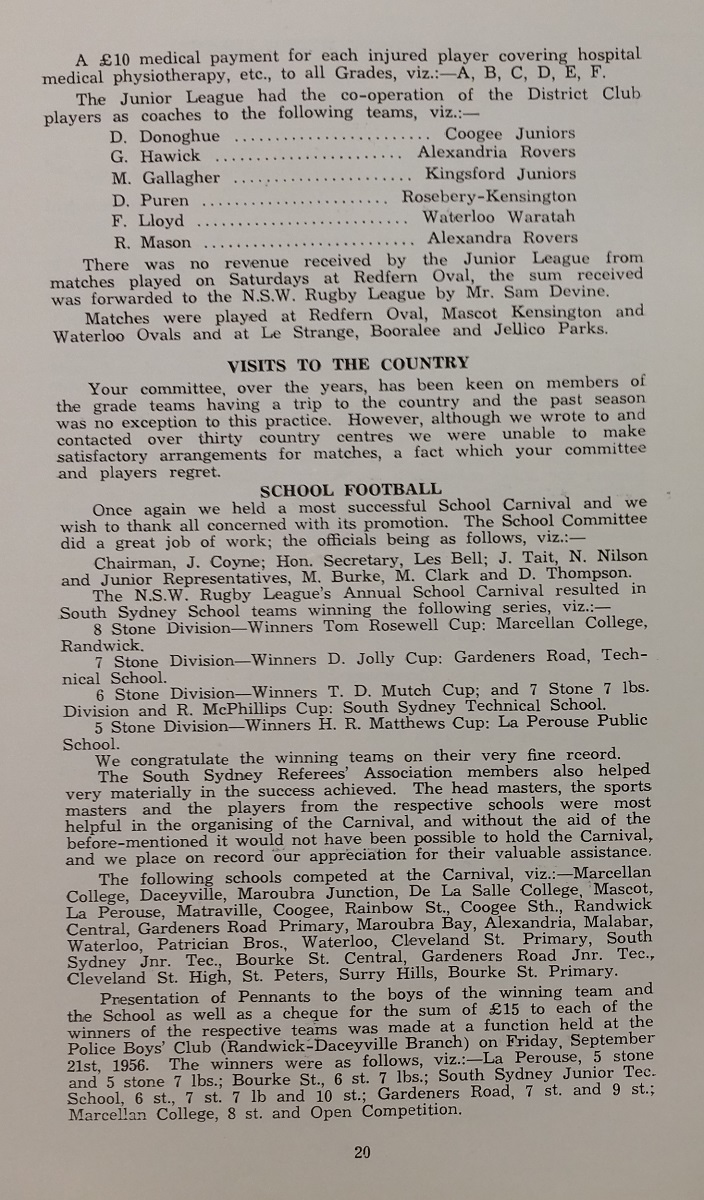 A £10 medical payment for each injured player covering hospital
medical physiotherapy, etc., to all Grades, viz.:—A, B, C, D, E, F.
The Junior League had the co-operation of the District Club
players as coaches to the following teams, viz.:—
D. Donoghue ........................ Coogee Juniors
G. Hawick ....................... Alexandria Rovers
M. Gallagher ...................... Kingsford Juniors
D. Puren ....................... Rosebery-Kensington
F. Lloyd .......................... Waterloo Waratah
R. Mason .......................... Alexandra Rovers
There was no revenue received by the Junior League from
matches played on Saturdays at Redfern Oval, the sum received
was forwarded to the N.S.W. Rugby League by Mr. Sam Devine.
Matches were played at Redfern Oval, Mascot Kensington and
Waterloo Ovals and at Le Strange, Booralee and Jellico Parks.
VISITS TO THE COUNTRY
Your committee, over the years, has been keen on members of
the grade teams having a trip to the country and the past season
was no exception to this practice. However, although we wrote to and
contacted over thirty country centres we were unable to make
satisfactory arrangements for matches, a fact which your committee
and players regret.
SCHOOL FOOTBALL
Once again we held a most successful School Carnival and we
wish to thank all concerned with its promotion. The School Committee
did a great job of work; the officials being as follows, viz.:—
Chairman, J. Coyne; Hon. Secretary, Les Bell; J. Tait, N. Nilson
and Junior Representatives, M. Burke, M. Clark and D. Thompson.
The N.S.W. Rugby League's Annual School Carnival resulted in
South Sydney School teams winning the following series, viz.:—
8 Stone Division—Winners Tom Rosewell Cup: Marcellan College,
Randwick.
7 Stone Division—Winners D. Jolly Cup: Gardeners Road, Tech-
nical School.
6 Stone Division—Winners T. D. Mutch Cup; and 7 Stone 7 lbs.
Division and R. McPhillips Cup: South Sydney Technical School.
5 Stone Division—Winners H. R. Matthews Cup: La Perouse Public
School.
We congratulate the winning teams on their very fine rceord.
The South Sydney Referees' Association members also helped
very materially in the success achieved. The head masters, the sports
masters and the players from the respective schools were most
helpful in the organising of the Carnival, and without the aid of the
before-mentioned it would not have been possible to hold the Carnival,
and we place on record our appreciation for their valuable assistance.
The following schools competed at the Carnival, viz.:—Marcellan
College, Daceyville, Maroubra Junction, De La Salle College, Mascot,
La Perouse, Matraville, Coogee, Rainbow St., Coogee Sth., Randwick
Central, Gardeners Road Primary, Maroubra Bay, Alexandria, Malabar,
Waterloo, Patrician Bros., Waterloo, Cleveland St. Primary, South
Sydney Jnr. Tec., Bourke St. Central, Gardeners Road Jnr. Tec.,
Cleveland St. High, St. Peters, Surry Hills, Bourke St. Primary.
Presentation of Pennants to the boys of the winning team and
the School as well as a cheque for the sum of £15 to each of the
winners of the respective teams was made at a function held at the
Police Boys' Club (Randwick-Daceyville Branch) on Friday, September
21st, 1956. The winners were as follows, viz.:—La Perouse, 5 stone
and 5 stone 7 lbs.; Bourke St., 6 st. 7 lbs.; South Sydney Junior Tec.
School, 6 st., 7 st. 7 lb and 10 st.; Gardeners Road, 7 st. and 9 st.;
Marcellan College, 8 st. and Open Competition.
20